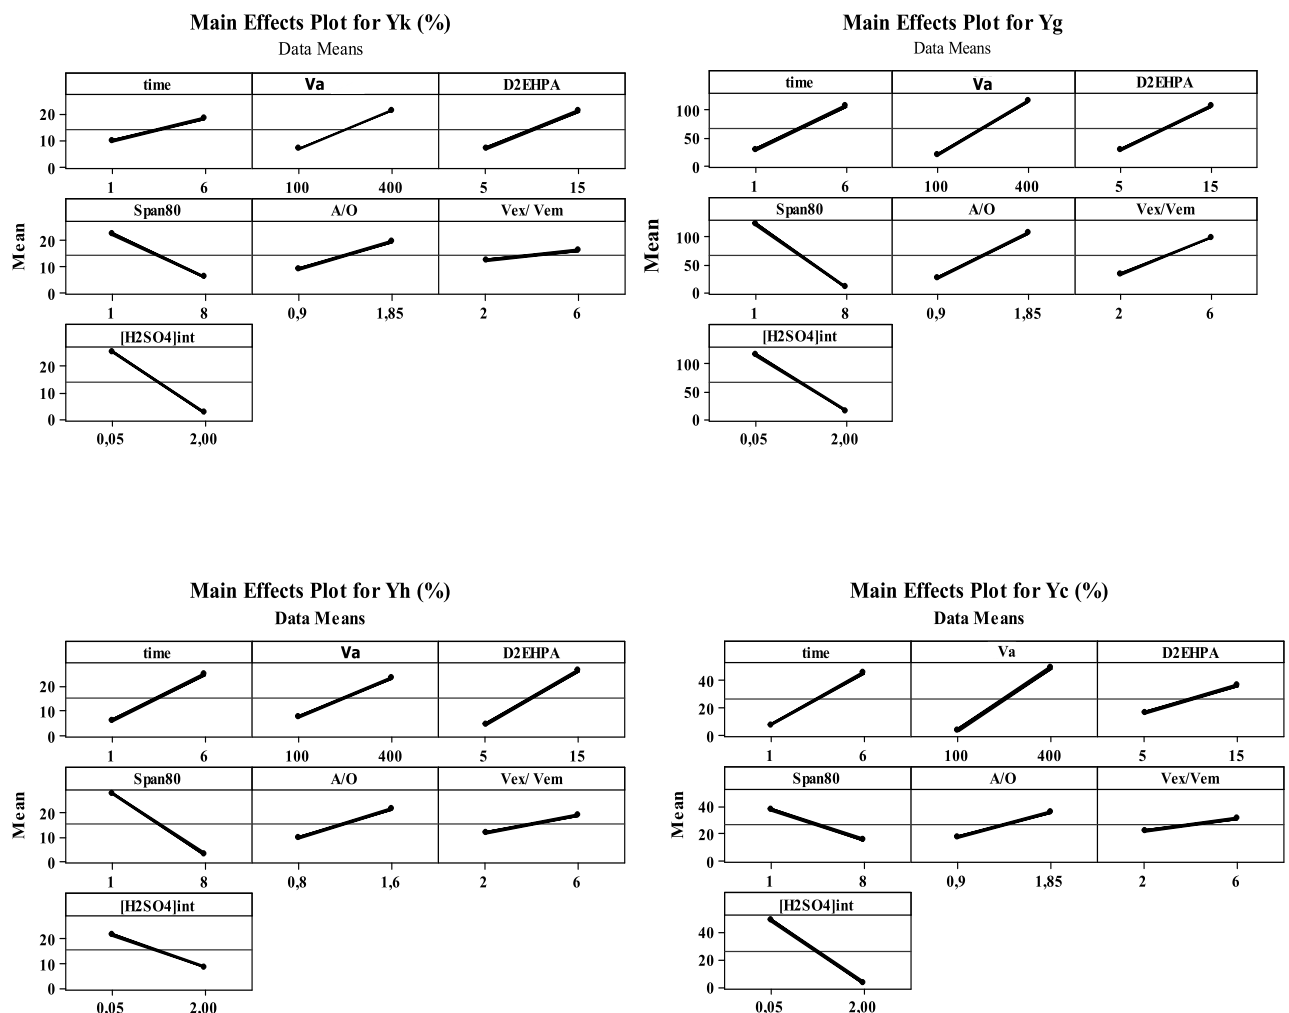 Main Effects Plot for Yk (%)
Data Means
time Va D2EHPA
20
10
0
1 6 100 400 5 15
Span80 A/O Vex/ Vem
20
10
0
1 8 0,9 1,85 2 6
[H2SO4]int
20
10
0
0,05 2,00
Mean
Main Effects Plot for Yg
Data Means
time Va D2EHPA
100
50
0
1 6 100 400 5 15
Span80 A/O Vex/Vem
100
50
0
1 8 0,9 1,85 2 6
[H2SO4]int
100
50
0
0,05 2,00
Mean
Main Effects Plot for Yh (%)
Data Means
time Va D2EHPA
20
10
0
1 6 100 400 5 15
Span80 A/O Vex/ Vem
20
10
0
1 8 0,8 1,6 2 6
[H2SO4]int
20
10
0
0,05 2,00
Mean
Main Effects Plot for Yc (%)
Data Means
time Va D2EHPA
40
20
0
1 6 100 400 5 15
Span80 A/O Vex/Vem
40
20
0
1 8 0,9 1,85 2 6
[H2SO4]int
40
20
0
0,05 2,00
Mean